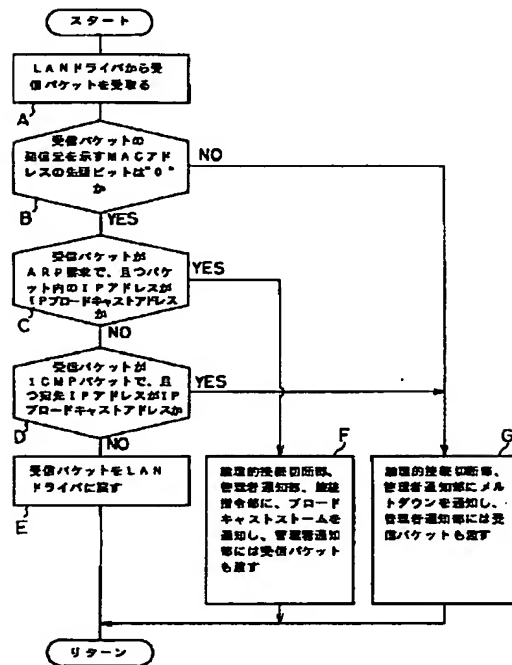 スタート
LANドライバから受
信パケットを受取る
A
受信パケットの
発信元を示すMACアド
レスの先頭ビットは"0"
か
NO
B
YES
受信パケットが
ARP要求で、且つパケッ
ト内のIPアドレスが
IPブロードキャストアドレス
か
YES
C
NO
受信パケットが
ICMPパケットで、且
つ宛先IPアドレスがIP
ブロードキャストアドレスか
YES
D
NO
受信パケットをLAN
ドライバに渡す
E
F
論理的接続切断部、
管理者通知部、
指令部に、ブロード
キャストストームを
通知し、管理者通知
部には受信パケット
も渡す
G
論理的接続切断部、
管理者通知部にメル
トダウンを通知し、
管理者通知部には受
信パケットも渡す
リターン